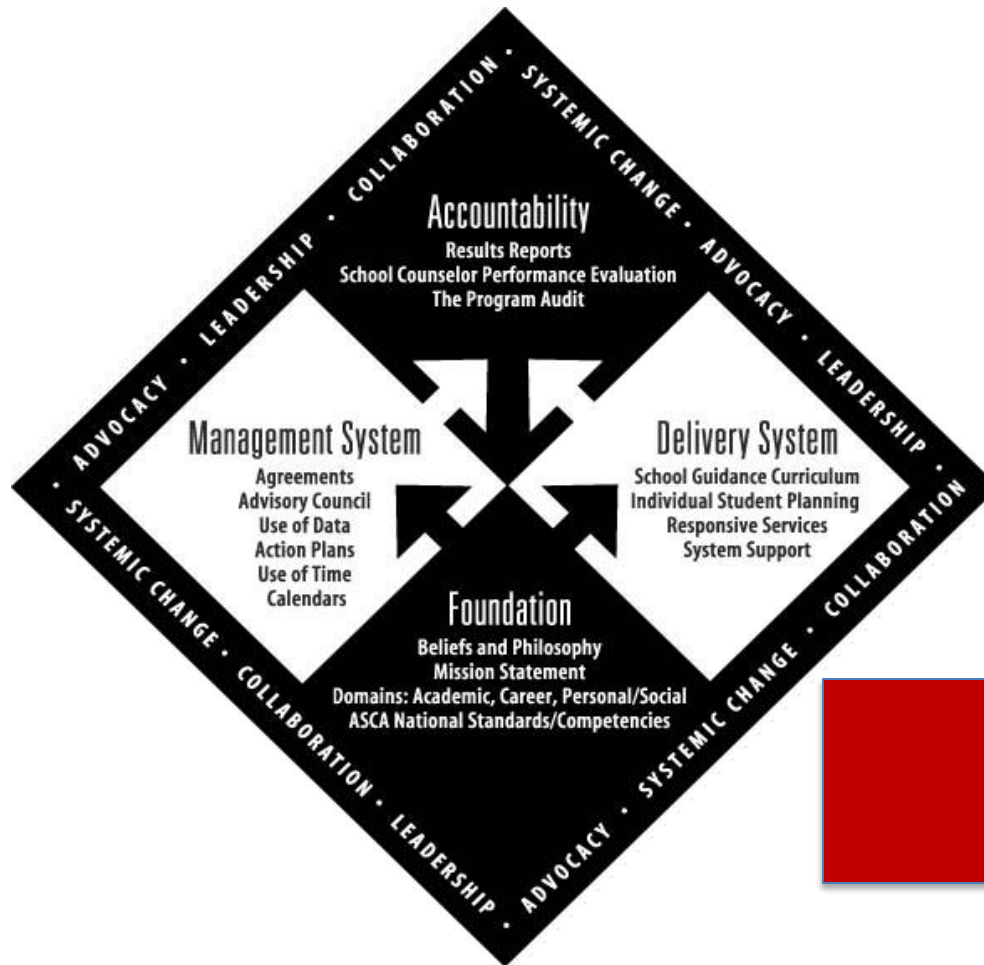 ADVOCACY • LEADERSHIP • COLLABORATION •
SYSTEMIC CHANGE • ADVOCACY • LEADERSHIP •
Accountability
Results Reports
School Counselor Performance Evaluation
The Program Audit
Management System
Agreements
Advisory Council
Use of Data
Action Plans
Use of Time
Calendars
Delivery System
School Guidance Curriculum
Individual Student Planning
Responsive Services
System Support
Foundation
Beliefs and Philosophy
Mission Statement
Domains: Academic, Career, Personal/Social
ASCA National Standards/Competencies
• SYSTEMIC CHANGE • COLLABORATION • LEADERSHIP •
ADVOCACY • SYSTEMIC CHANGE • COLLABORATION